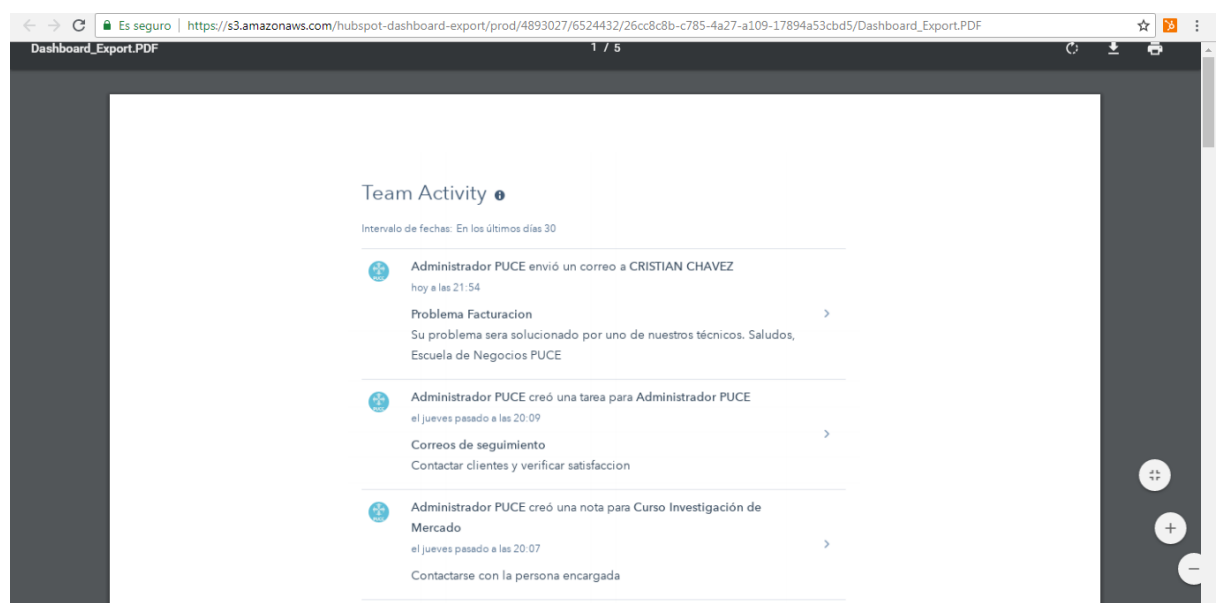 Es seguro | https://s3.amazonaws.com/hubspot-dashboard-export/prod/4893027/6524432/26cc8c8b-c785-4a27-a109-17894a53cbd5/Dashboard_Export.PDF
Dashboard_Export.PDF 1 / 5
Team Activity
Intervalo de fechas: En los últimos días 30
Administrador PUCE envió un correo a CRISTIAN CHAVEZ
hoy a las 21:54
Problema Facturacion
Su problema sera solucionado por uno de nuestros técnicos. Saludos,
Escuela de Negocios PUCE
Administrador PUCE creó una tarea para Administrador PUCE
el jueves pasado a las 20:09
Correos de seguimiento
Contactar clientes y verificar satisfaccion
Administrador PUCE creó una nota para Curso Investigación de
Mercado
el jueves pasado a las 20:07
Contactarse con la persona encargada